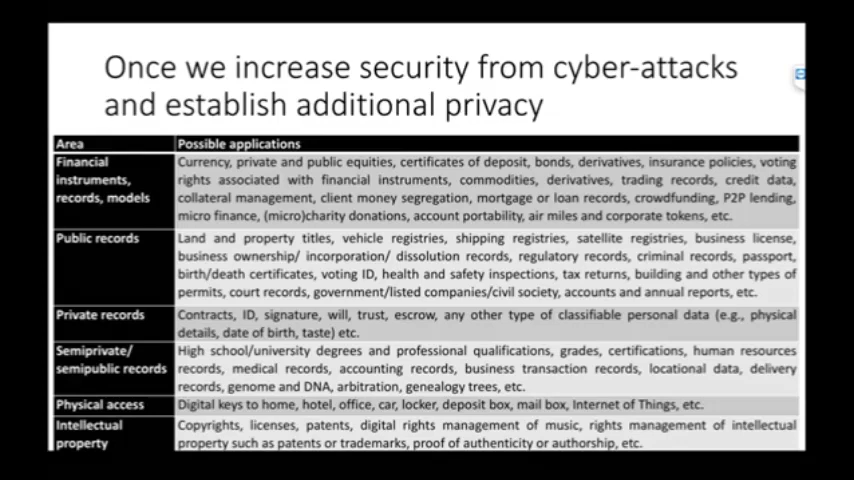 Once we increase security from cyber-attacks
and establish additional privacy
Area Possible applications
Financial instruments, records, models
Currency, private and public equities, certificates of deposit, bonds, derivatives, insurance policies, voting
rights associated with financial instruments, commodities, derivatives, trading records, credit data,
collateral management, client money segregation, mortgage or loan records, crowdfunding, P2P lending,
micro finance, (micro)charity donations, account portability, air miles and corporate tokens, etc.
Public records
Land and property titles, vehicle registries, shipping registries, satellite registries, business license,
business ownership/ incorporation/ dissolution records, regulatory records, criminal records, passport,
birth/death certificates, voting ID, health and safety inspections, tax returns, building and other types of
permits, court records, government/listed companies/civil society, accounts and annual reports, etc.
Private records
Contracts, ID, signature, will, trust, escrow, any other type of classifiable personal data (e.g., physical
details, date of birth, taste) etc.
Semiprivate/
semipublic records
High school/university degrees and professional qualifications, grades, certifications, human resources
records, medical records, accounting records, business transaction records, locational data, delivery
records, genome and DNA, arbitration, genealogy trees, etc.
Physical access
Digital keys to home, hotel, office, car, locker, deposit box, mail box, Internet of Things, etc.
Intellectual
property
Copyrights, licenses, patents, digital rights management of music, rights management of intellectual
property such as patents or trademarks, proof of authenticity or authorship, etc.